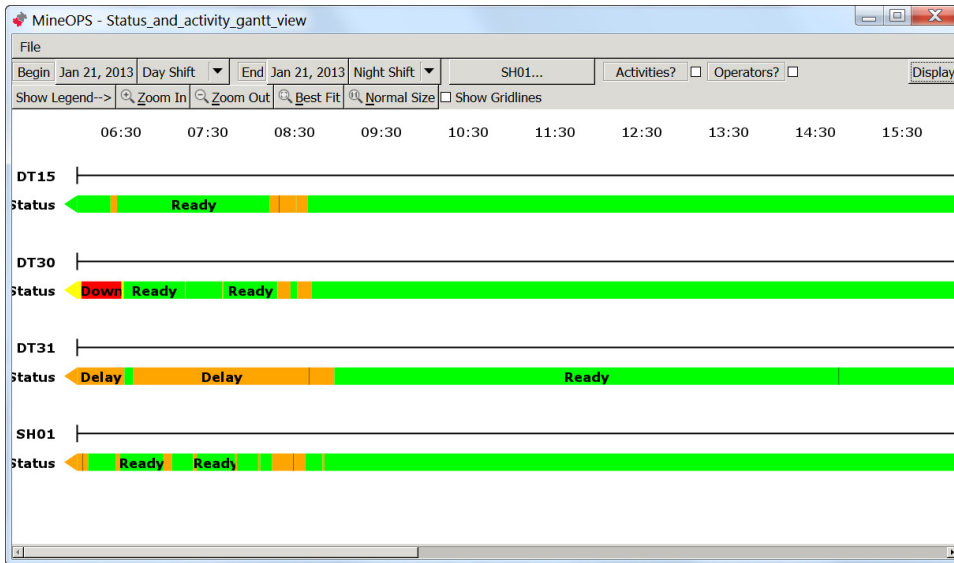 MineOPS - Status_and_activity_gantt_view
File
Begin Jan 21, 2013 Day Shift End Jan 21, 2013 Night Shift SH01... Activities? Operators? Display
Show Legend--> Zoom In Zoom Out Best Fit Normal Size Show Gridlines
06:30 07:30 08:30 09:30 10:30 11:30 12:30 13:30 14:30 15:30
DT15
Status Ready
DT30
Status Down Ready Ready
DT31
Status Delay Delay Ready
SH01
Status Ready Ready